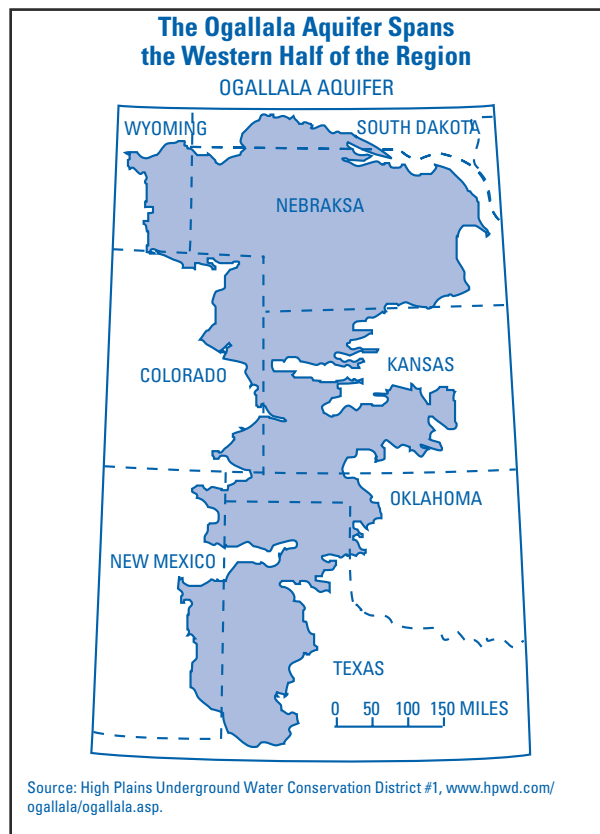 The Ogallala Aquifer Spans
the Western Half of the Region
OGALLALA AQUIFER
WYOMING
SOUTH DAKOTA
NEBRAKSA
COLORADO
KANSAS
OKLAHOMA
NEW MEXICO
TEXAS
0 50 100 150 MILES
Source: High Plains Underground Water Conservation District #1, www.hpwd.com/
ogallala/ogallala.asp.